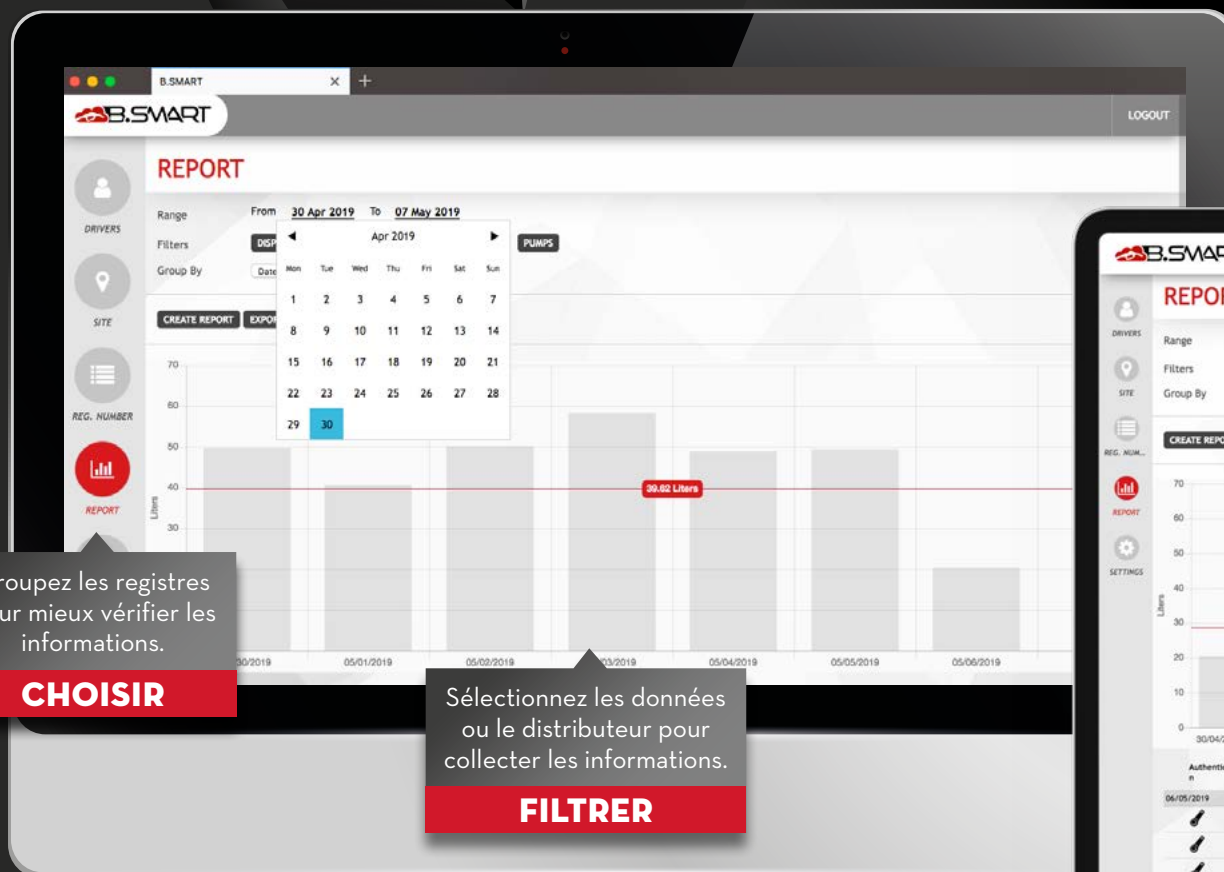 B.SMART
B.SMART
LOGOUT
REPORT
DRIVERS
SITE
REG. NUMBER
REPORT
Range From 30 Apr 2019 To 07 May 2019
Filters PUMPS
Group By Date
Apr 2019
Mon Tue Wed Thu Fri Sat Sun
1 2 3 4 5 6 7
8 9 10 11 12 13 14
15 16 17 18 19 20 21
22 23 24 25 26 27 28
29 30
CREATE REPORT
70
60
50
40
30
Liters
39.62 Liters
05/01/2019 05/02/2019 05/04/2019 05/05/2019 05/06/2019
les registres
mieux vérifier les
informations.
CHOISIR
Sélectionnez les données
ou le distributeur pour
collecter les informations.
FILTRER
DRIVERS
SITE
REG. NUM...
REPORT
SETTINGS
Range
Filters
Group By
CREATE
70
60
50
40
30
20
10
0
Liters
06/05/2019